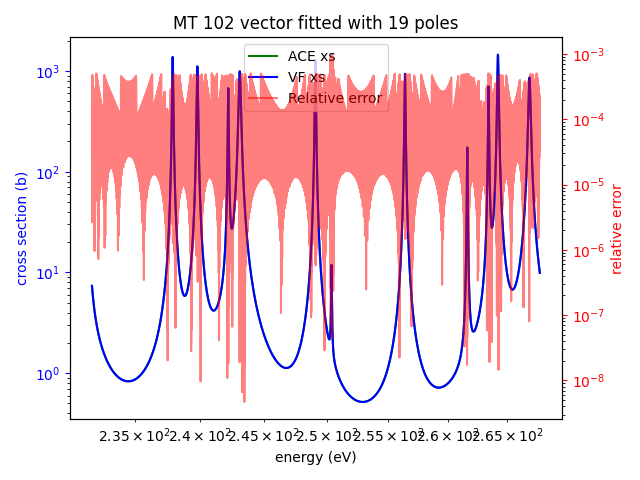 MT 102 vector fitted with 19 poles
ACE xs
VF xs
Relative error
cross section (b)
10³
10²
10¹
10⁰
10⁻³
10⁻⁴
10⁻⁵
10⁻⁶
10⁻⁷
10⁻⁸
relative error
2.35 × 10² 2.4 × 10² 2.45 × 10² 2.5 × 10² 2.55 × 10² 2.6 × 10² 2.65 × 10²
energy (eV)